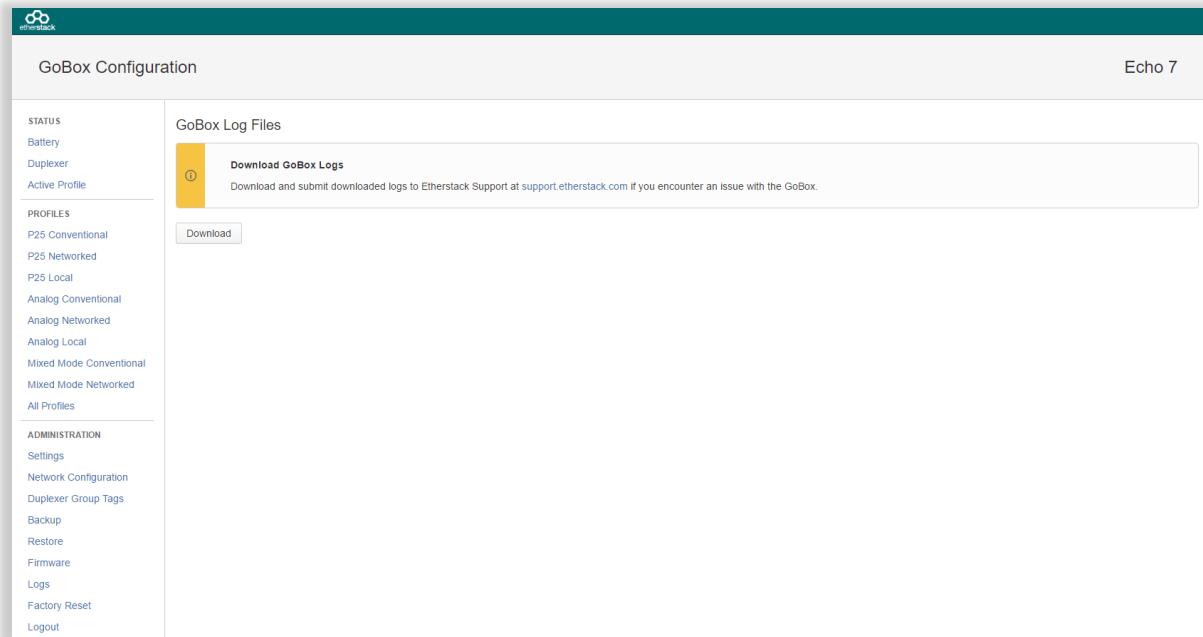 etherstack
GoBox Configuration
Echo 7
STATUS
Battery
Duplexer
Active Profile
PROFILES
P25 Conventional
P25 Networked
P25 Local
Analog Conventional
Analog Networked
Analog Local
Mixed Mode Conventional
Mixed Mode Networked
All Profiles
ADMINISTRATION
Settings
Network Configuration
Duplexer Group Tags
Backup
Restore
Firmware
Logs
Factory Reset
Logout
GoBox Log Files
Download GoBox Logs
Download and submit downloaded logs to Etherstack Support at support.etherstack.com if you encounter an issue with the GoBox.
Download